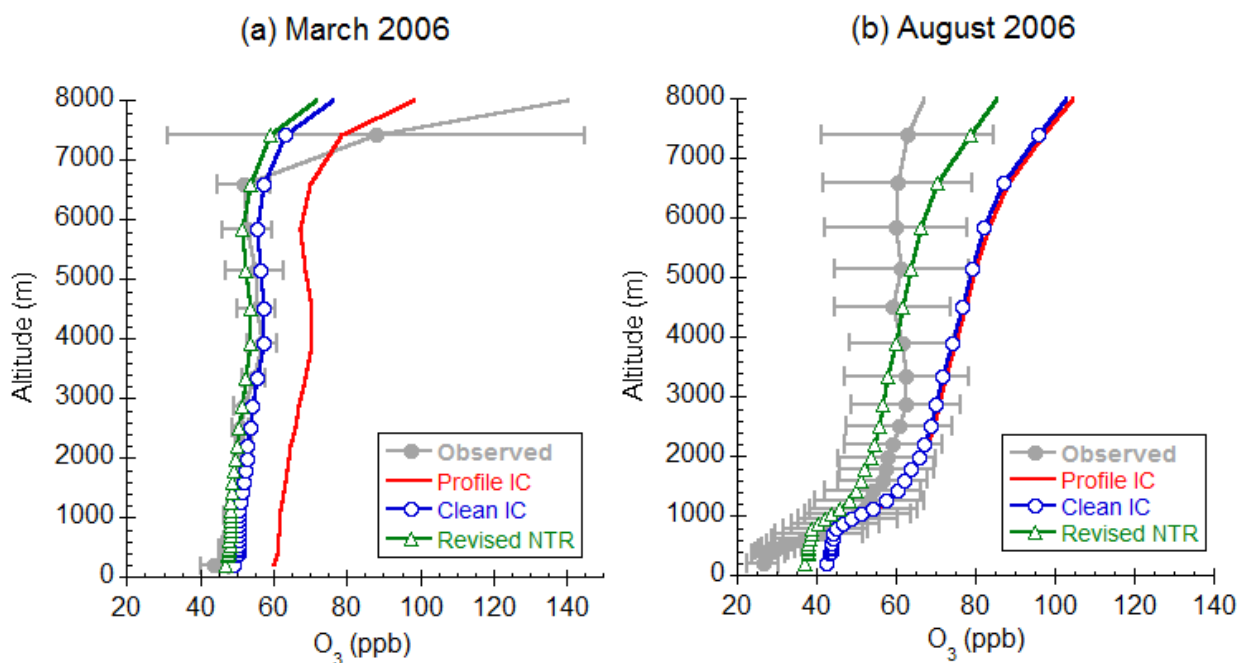 (a) March 2006
8000
7000
6000
5000
4000
3000
2000
1000
0
Altitude (m)
Observed
Profile IC
Clean IC
Revised NTR
20 40 60 80 100 120 140
O3 (ppb)
(b) August 2006
8000
7000
6000
5000
4000
3000
2000
1000
0
Altitude (m)
Observed
Profile IC
Clean IC
Revised NTR
20 40 60 80 100 120 140
O3 (ppb)